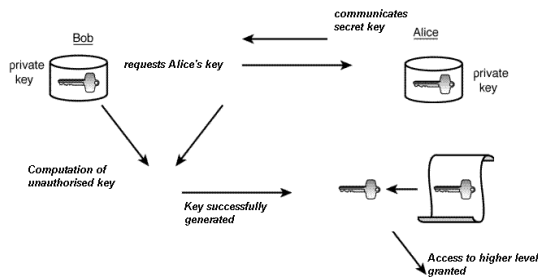 communicates
secret key
Bob
Alice
private
key
requests Alice's key
private
key
Computation of
unauthorised key
Key successfully
generated
Access to higher level
granted